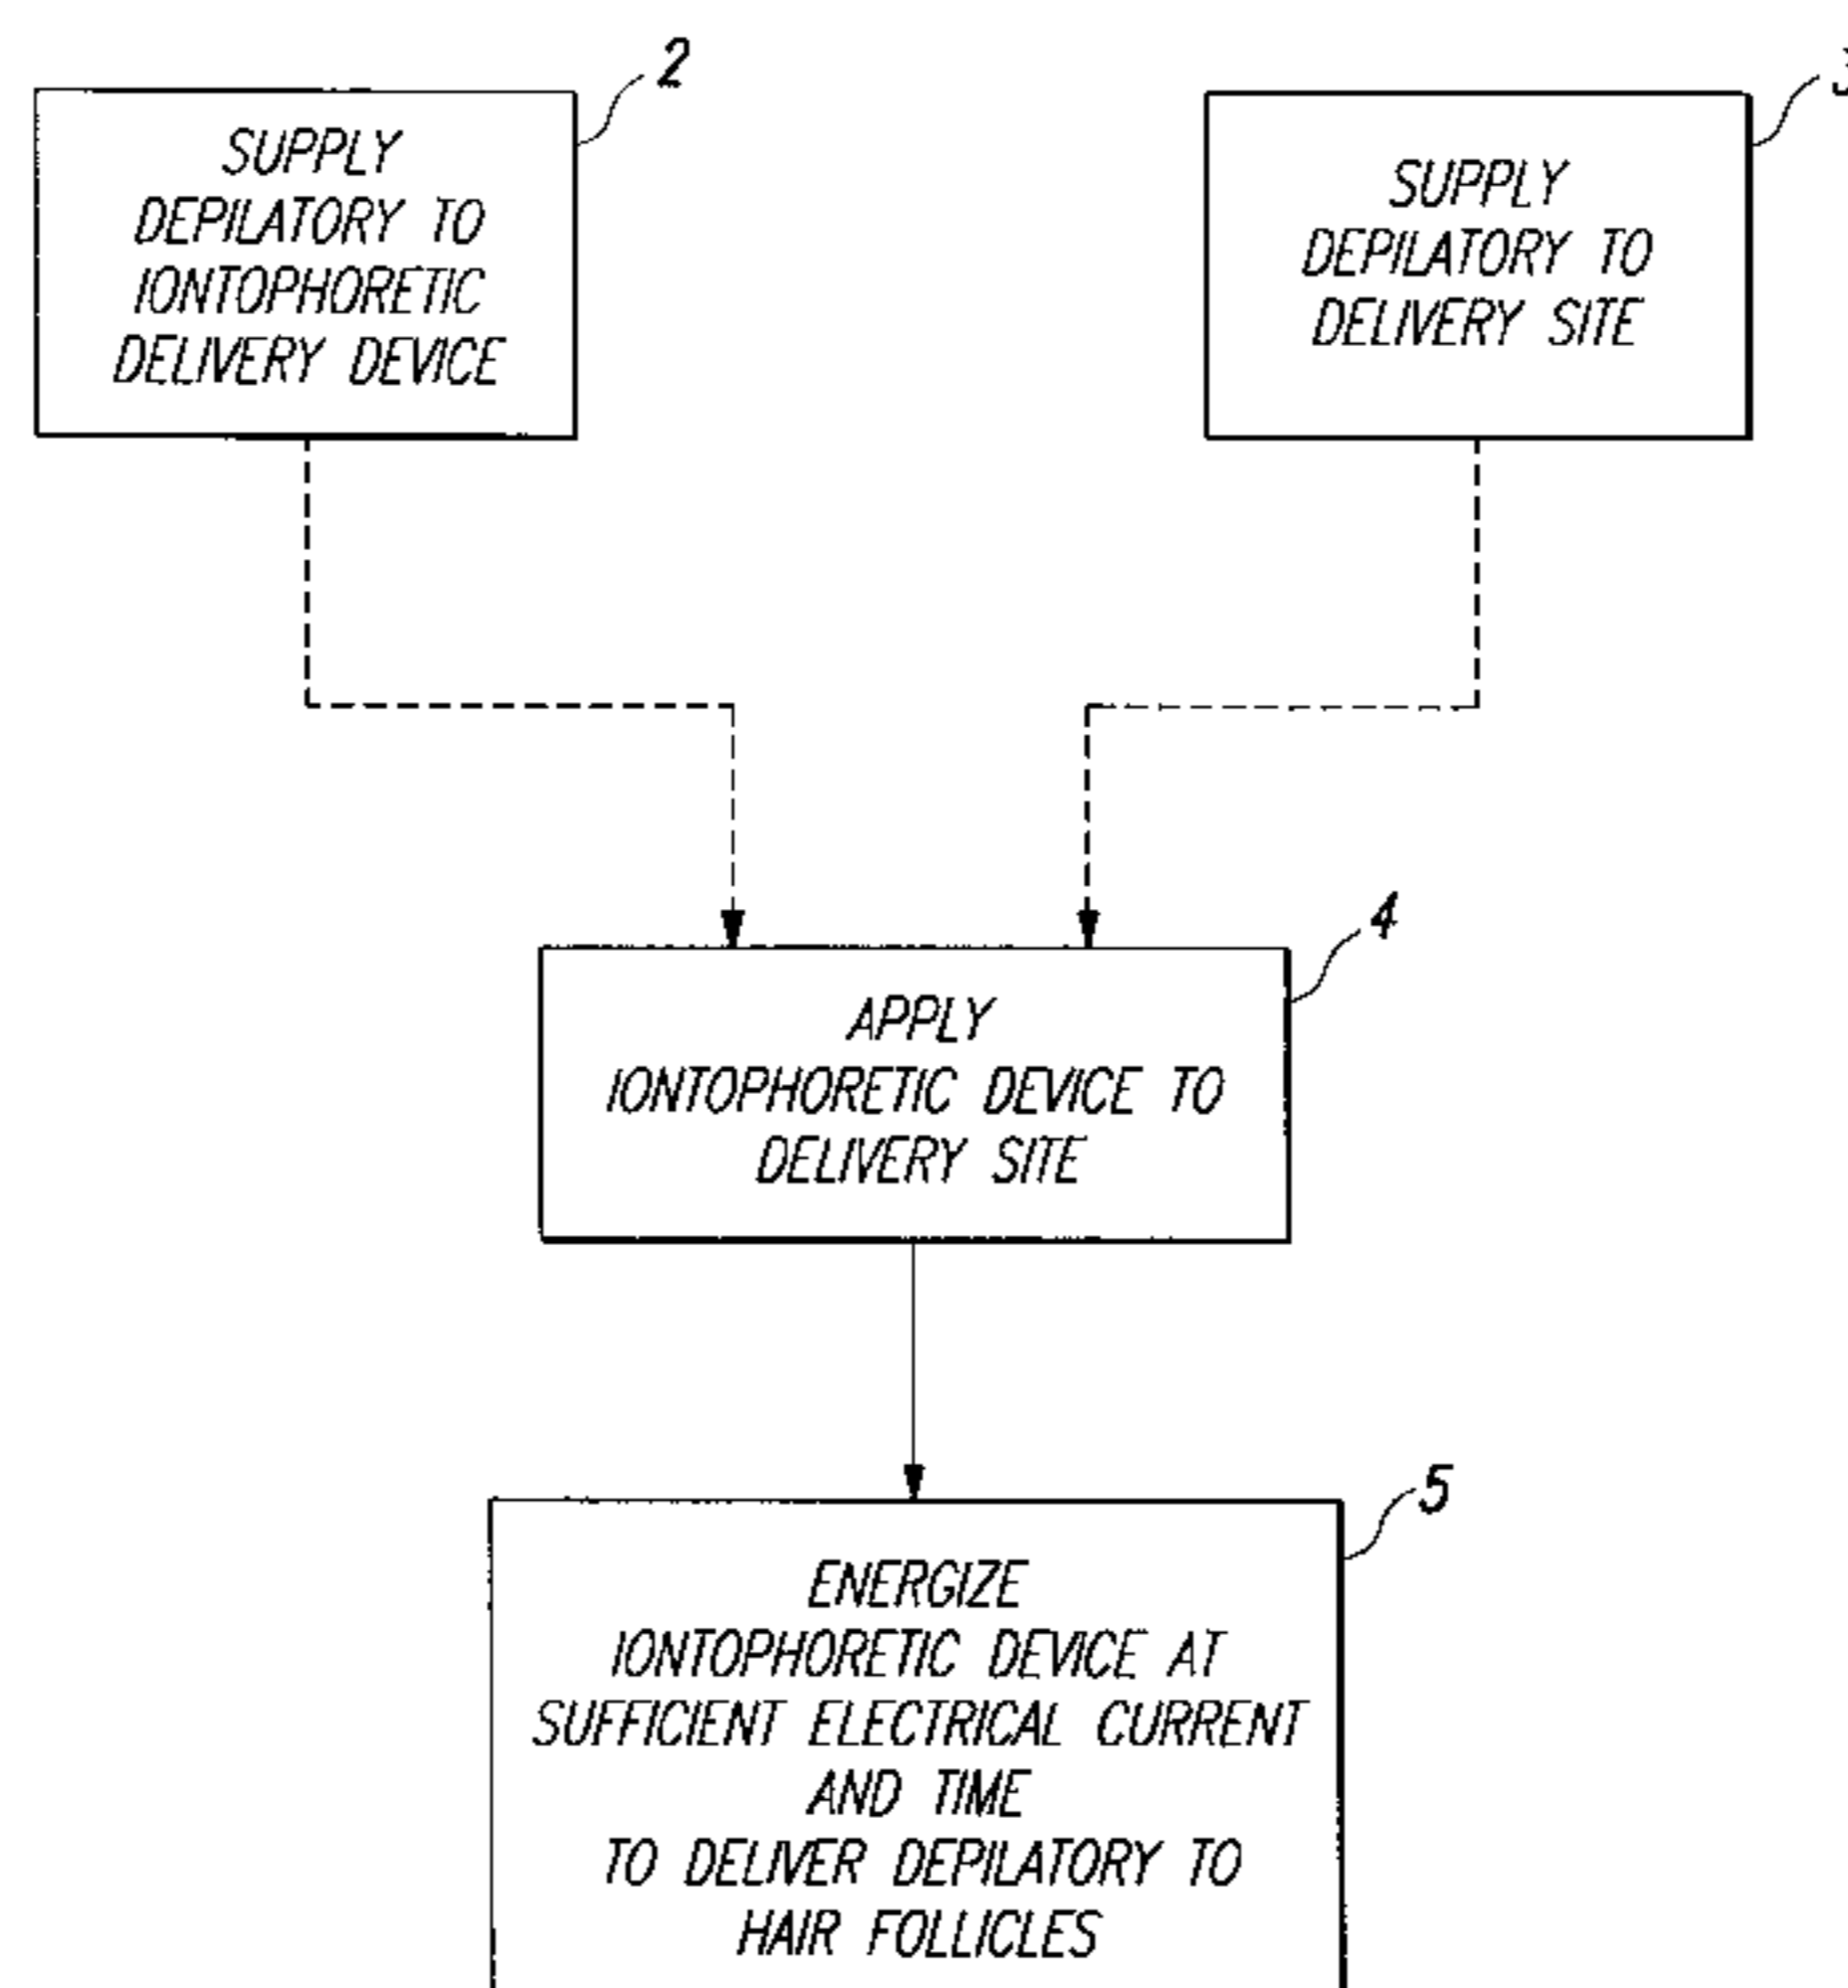 2
SUPPLY
DEPILATORY TO
IONTOPHORETIC
DELIVERY DEVICE
SUPPLY
DEPILATORY TO
DELIVERY SITE
4
APPLY
IONTOPHORETIC DEVICE TO
DELIVERY SITE
5
ENERGIZE
IONTOPHORETIC DEVICE AT
SUFFICIENT ELECTRICAL CURRENT
AND TIME
TO DELIVER DEPILATORY TO
HAIR FOLLICLES